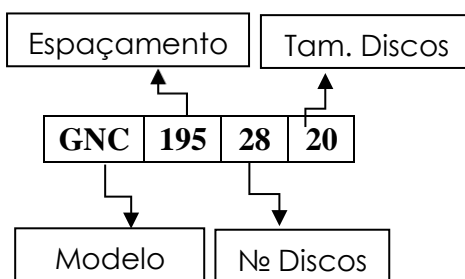 Espaçamento Tam. Discos
GNC 195 28 20
Modelo № Discos